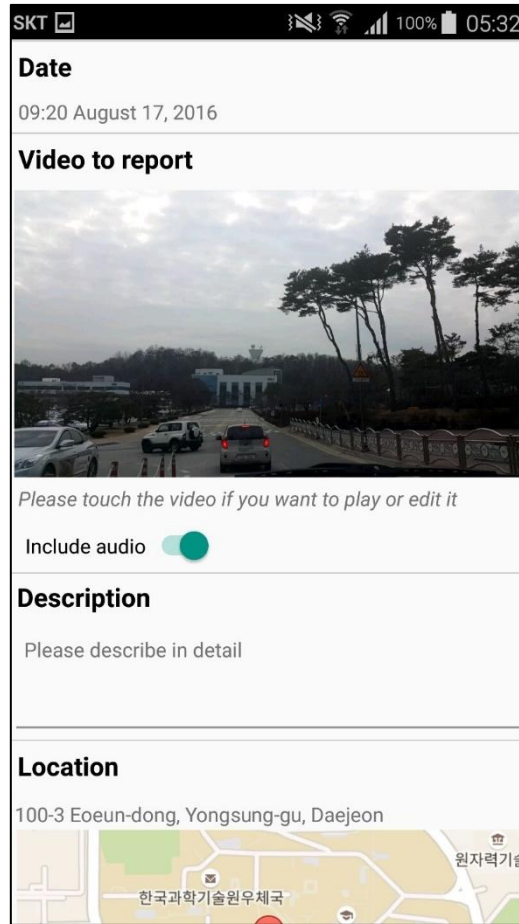 SKT 100% 05:32
Date
09:20 August 17, 2016
Video to report
Please touch the video if you want to play or edit it
Include audio
Description
Please describe in detail
Location
100-3 Eoeun-dong, Yongsung-gu, Daejeon
원자력기술
한국과학기술원우체국